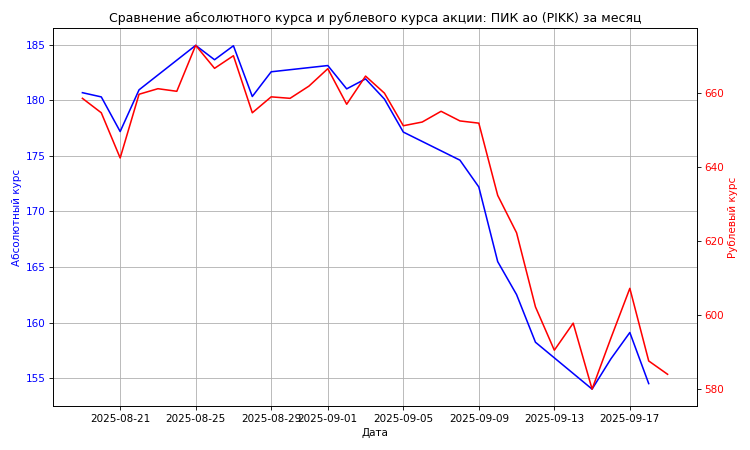 Сравнение абсолютного курса и рублевого курса акции: ПИК ао (PIKK) за месяц
185
180
175
170
165
160
155
Абсолютный курс
660
640
620
600
580
Рублевый курс
2025-08-21 2025-08-25 2025-08-29 2025-09-01 2025-09-05 2025-09-09 2025-09-13 2025-09-17
Дата